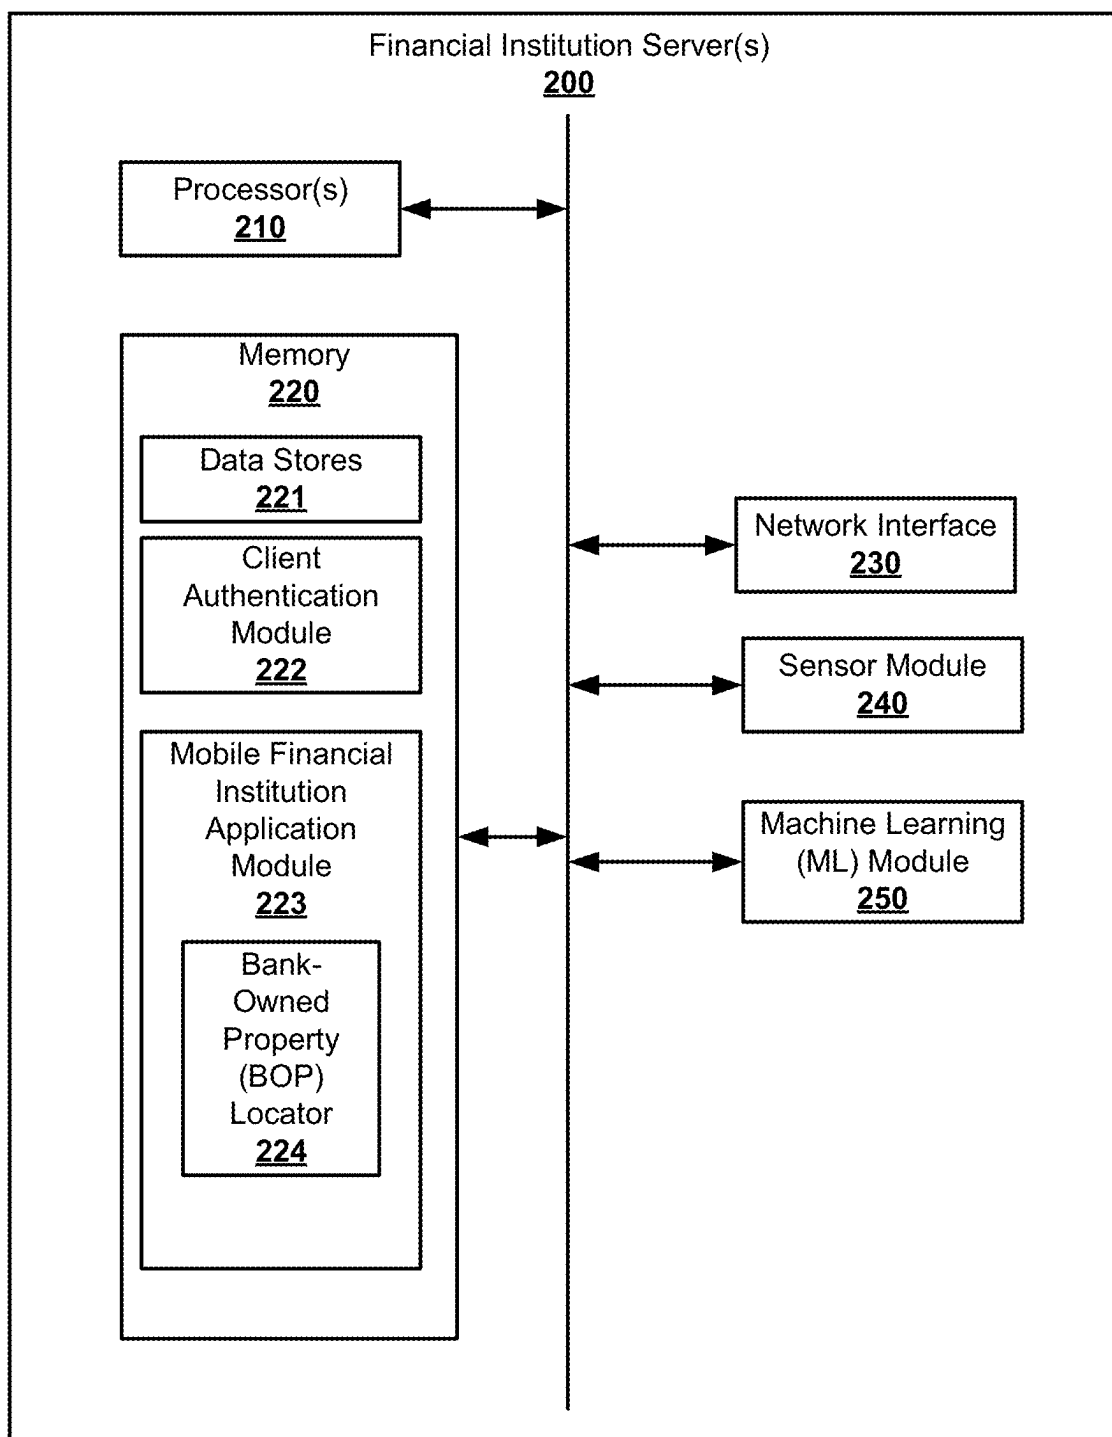 Financial Institution Server(s)
200
Processor(s)
210
Memory
220
Data Stores
221
Client
Authentication
Module
222
Mobile Financial
Institution
Application
Module
223
Bank-
Owned
Property
(BOP)
Locator
224
Network Interface
230
Sensor Module
240
Machine Learning
(ML) Module
250